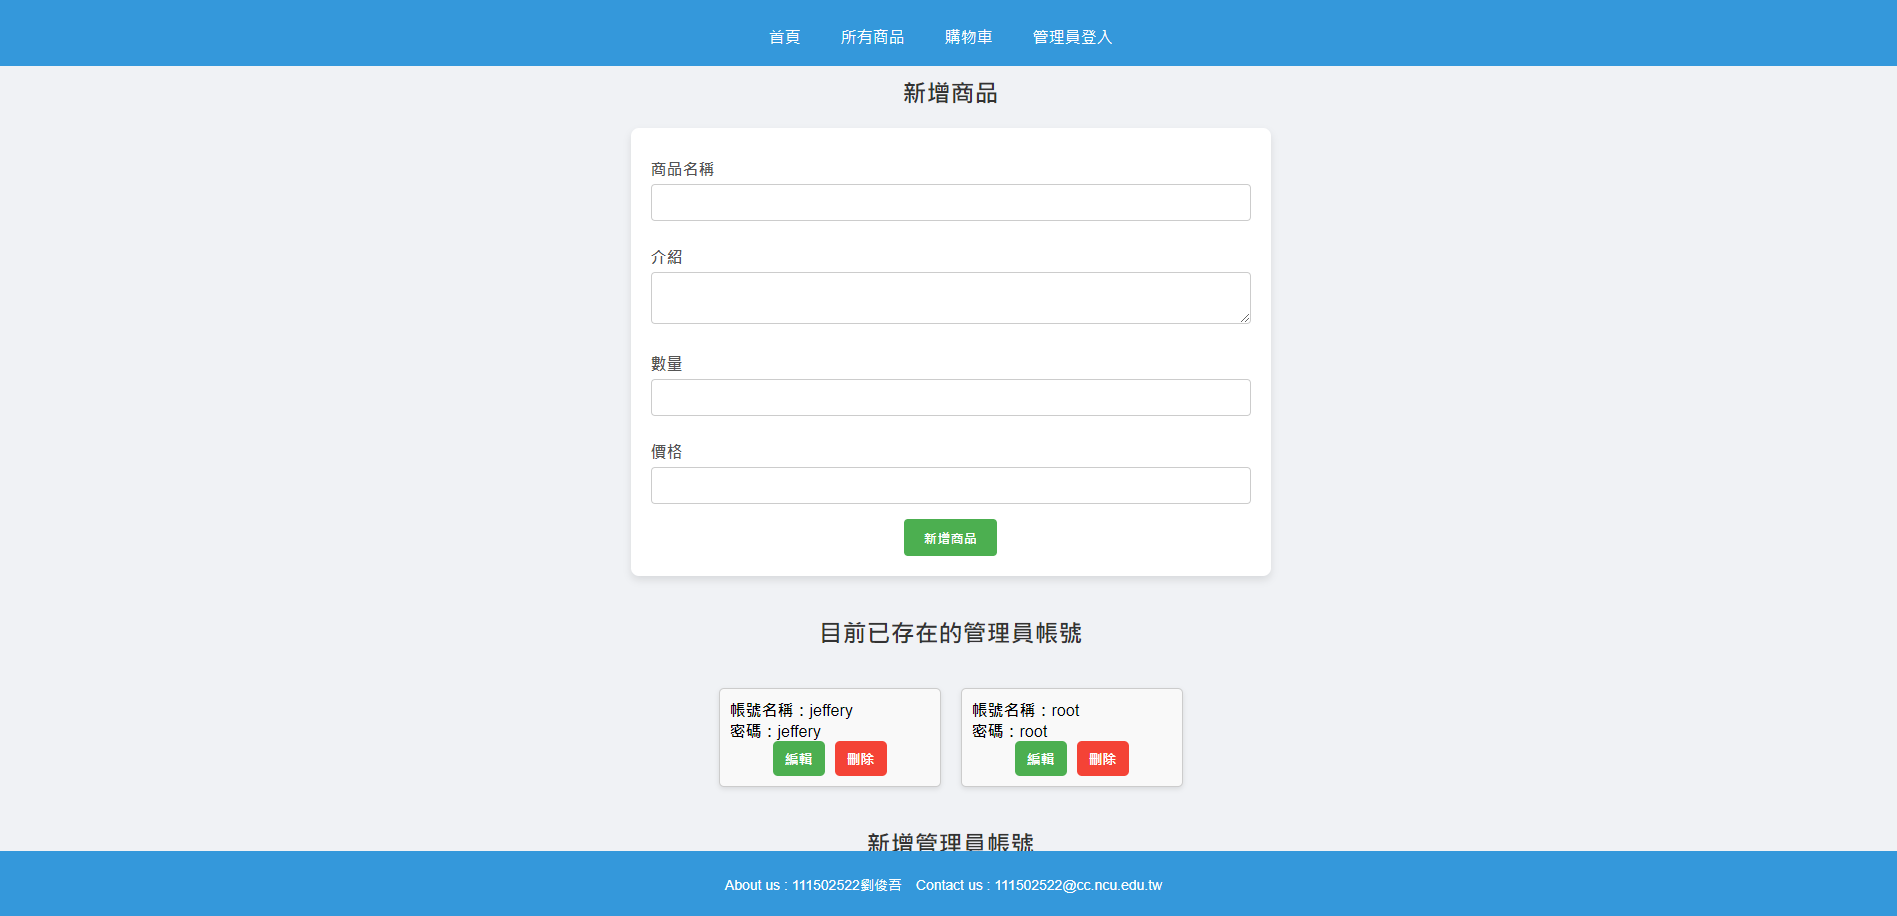 首頁 所有商品 購物車 管理員登入
新增商品
商品名稱
介紹
數量
價格
新增商品
目前已存在的管理員帳號
帳號名稱：jeffery
密碼：jeffery
編輯 刪除
帳號名稱：root
密碼：root
編輯 刪除
新增管理員帳號
About us : 111502522劉俊吾 Contact us : 111502522@cc.ncu.edu.tw